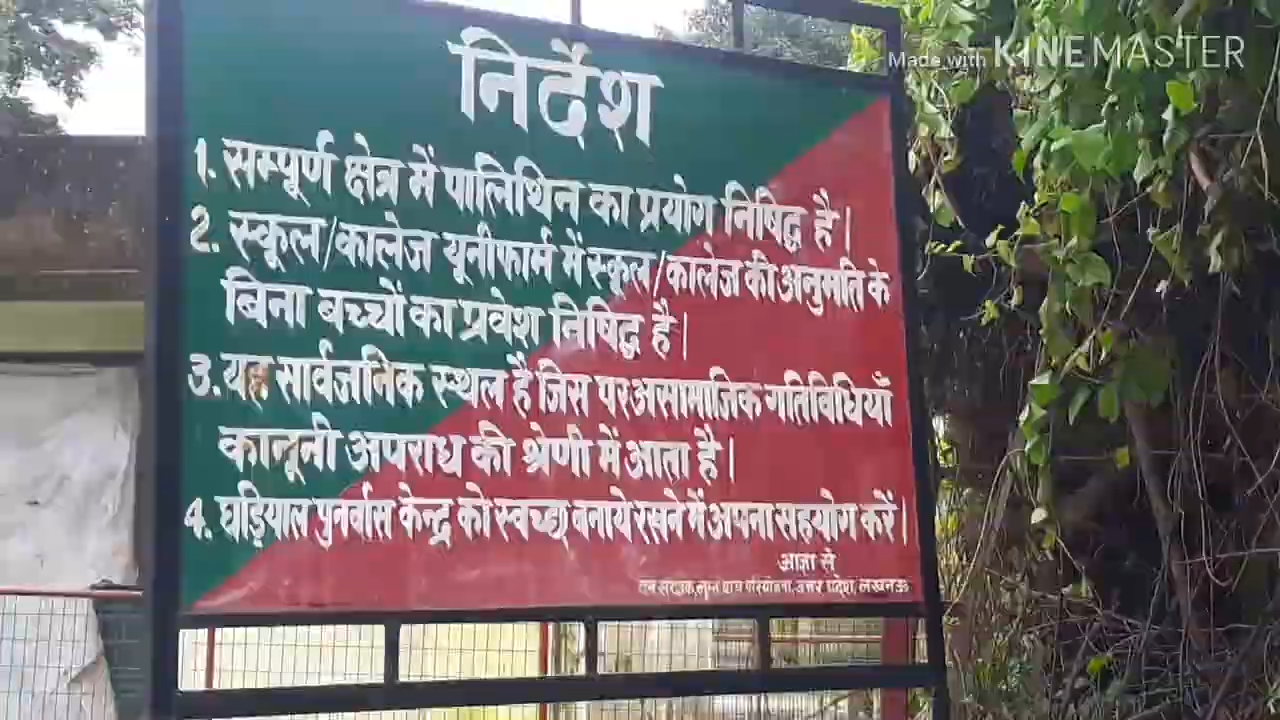 Made with KINEMASTER
निर्देश
1. सम्पूर्ण क्षेत्र में पालिथिन का प्रयोग निषिद्ध है|
2. स्कूल/कालेज यूनीफार्म में स्कूल/कालेज की अनुमति के
बिना बच्चों का प्रवेश निषिद्ध है|
3. यह सार्वजनिक स्थल है जिस पर असामाजिक गतिविधियाँ
कानूनी अपराध की श्रेणी में आता है|
4. घड़ियाल पुनर्वास केन्द्र को स्वच्छ बनाये रखने में अपना सहयोग करें|
आज्ञा से
उत्तर प्रदेश, लखनऊ